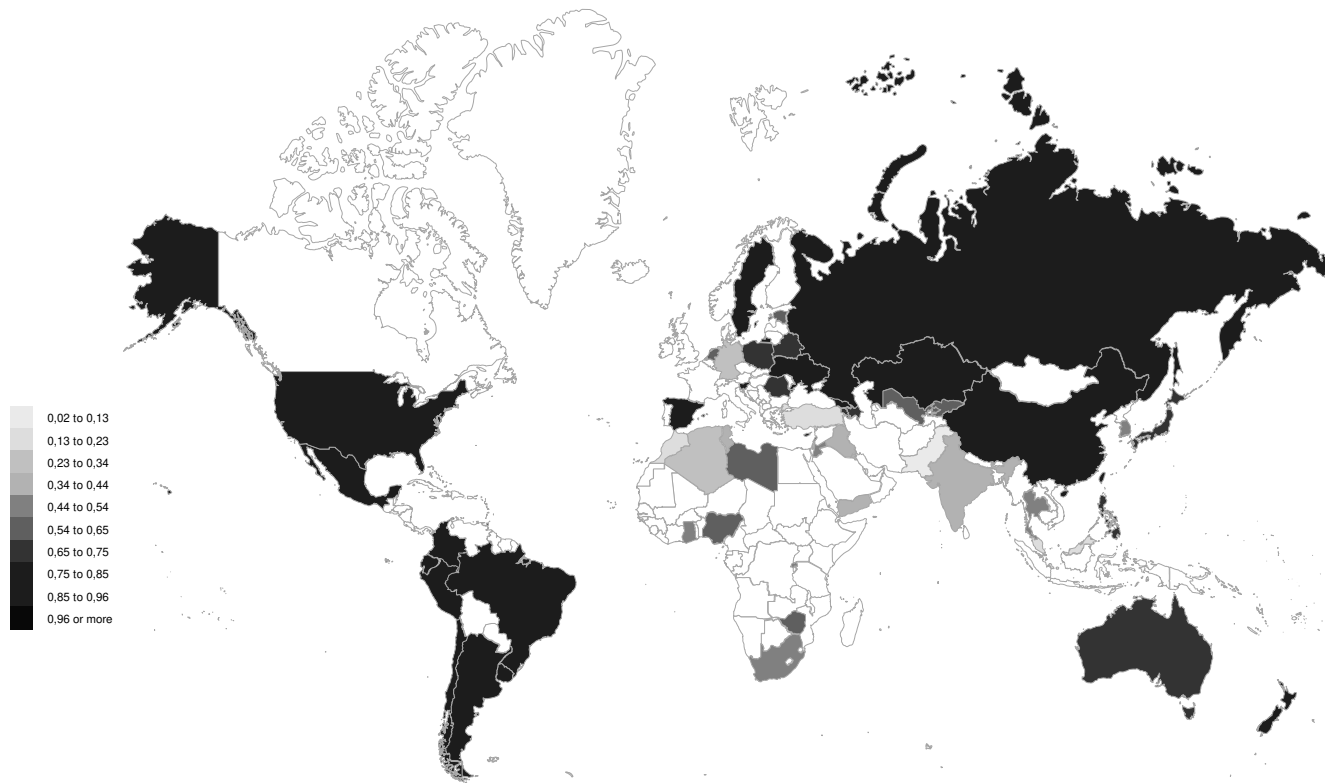 0,02 to 0,13
0,13 to 0,23
0,23 to 0,34
0,34 to 0,44
0,44 to 0,54
0,54 to 0,65
0,65 to 0,75
0,75 to 0,85
0,85 to 0,96
0,96 or more